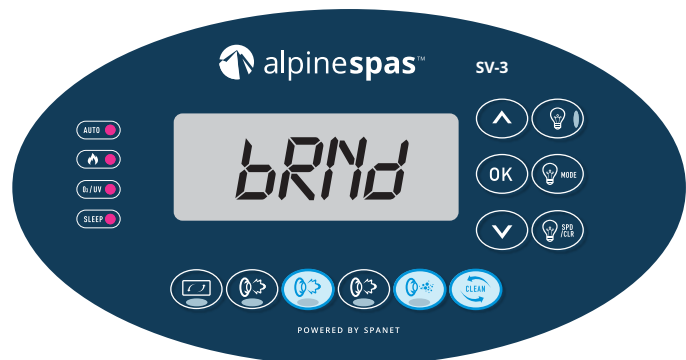 alpinespas™
SV-3
AUTO
O₃/UV
SLEEP
bRNd
OK
MODE
SPD
/CLR
CLEAN
POWERED BY SPANET